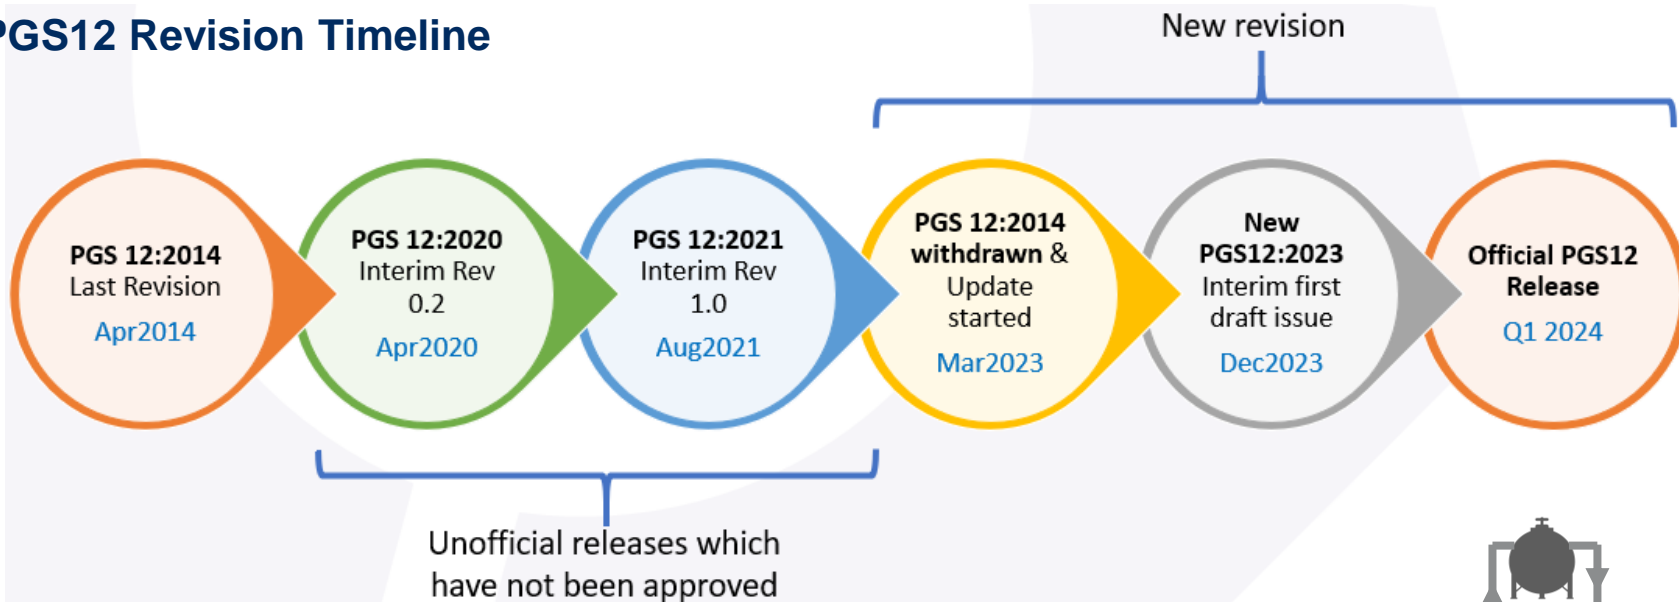 PGS12 Revision Timeline
New revision
PGS 12:2014
Last Revision
Apr2014
PGS 12:2020
Interim Rev
0.2
Apr2020
PGS 12:2021
Interim Rev
1.0
Aug2021
PGS 12:2014
withdrawn &
Update
started
Mar2023
New
PGS12:2023
Interim first
draft issue
Dec2023
Official PGS12
Release
Q1 2024
Unofficial releases which
have not been approved